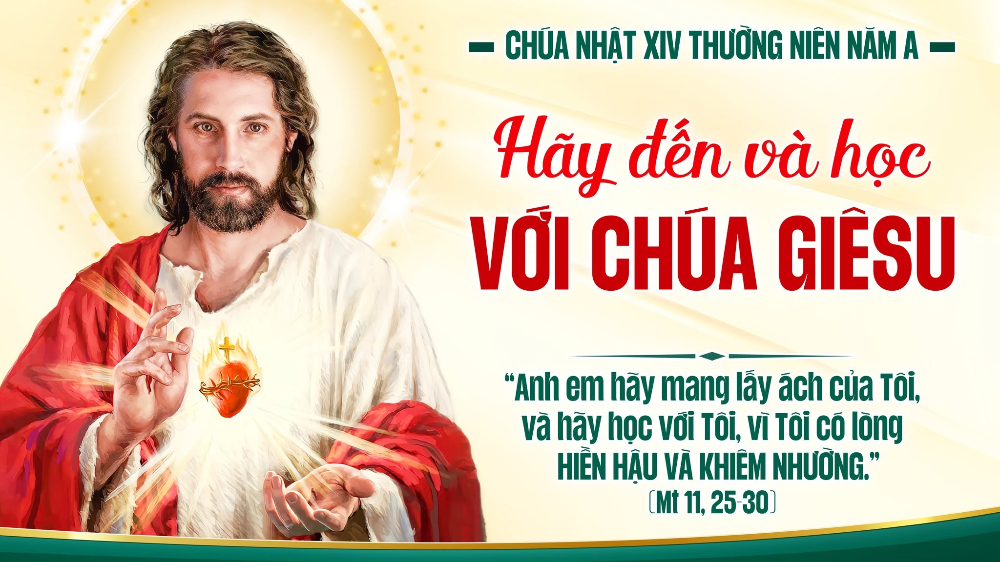 CHÚA NHẬT XIV THƯỜNG NIÊN NĂM A
Hãy đến và học
VỚI CHÚA GIÊSU
“Anh em hãy mang lấy ách của Tôi,
và hãy học với Tôi, vì Tôi có lòng
HIỀN HẬU VÀ KHIÊM NHƯỜNG.”
(Mt 11, 25-30)